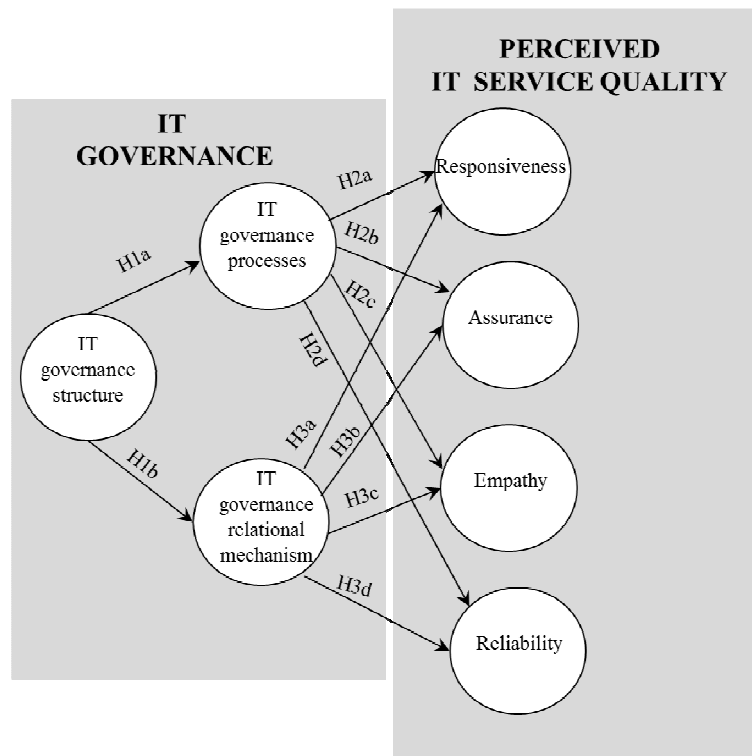 PERCEIVED
IT SERVICE QUALITY
IT
GOVERNANCE
IT
governance
structure
H1a
H1b
IT
governance
processes
IT
governance
relational
mechanism
H2a
H2b
H2c
H2d
H3a
H3b
H3c
H3d
Responsiveness
Assurance
Empathy
Reliability